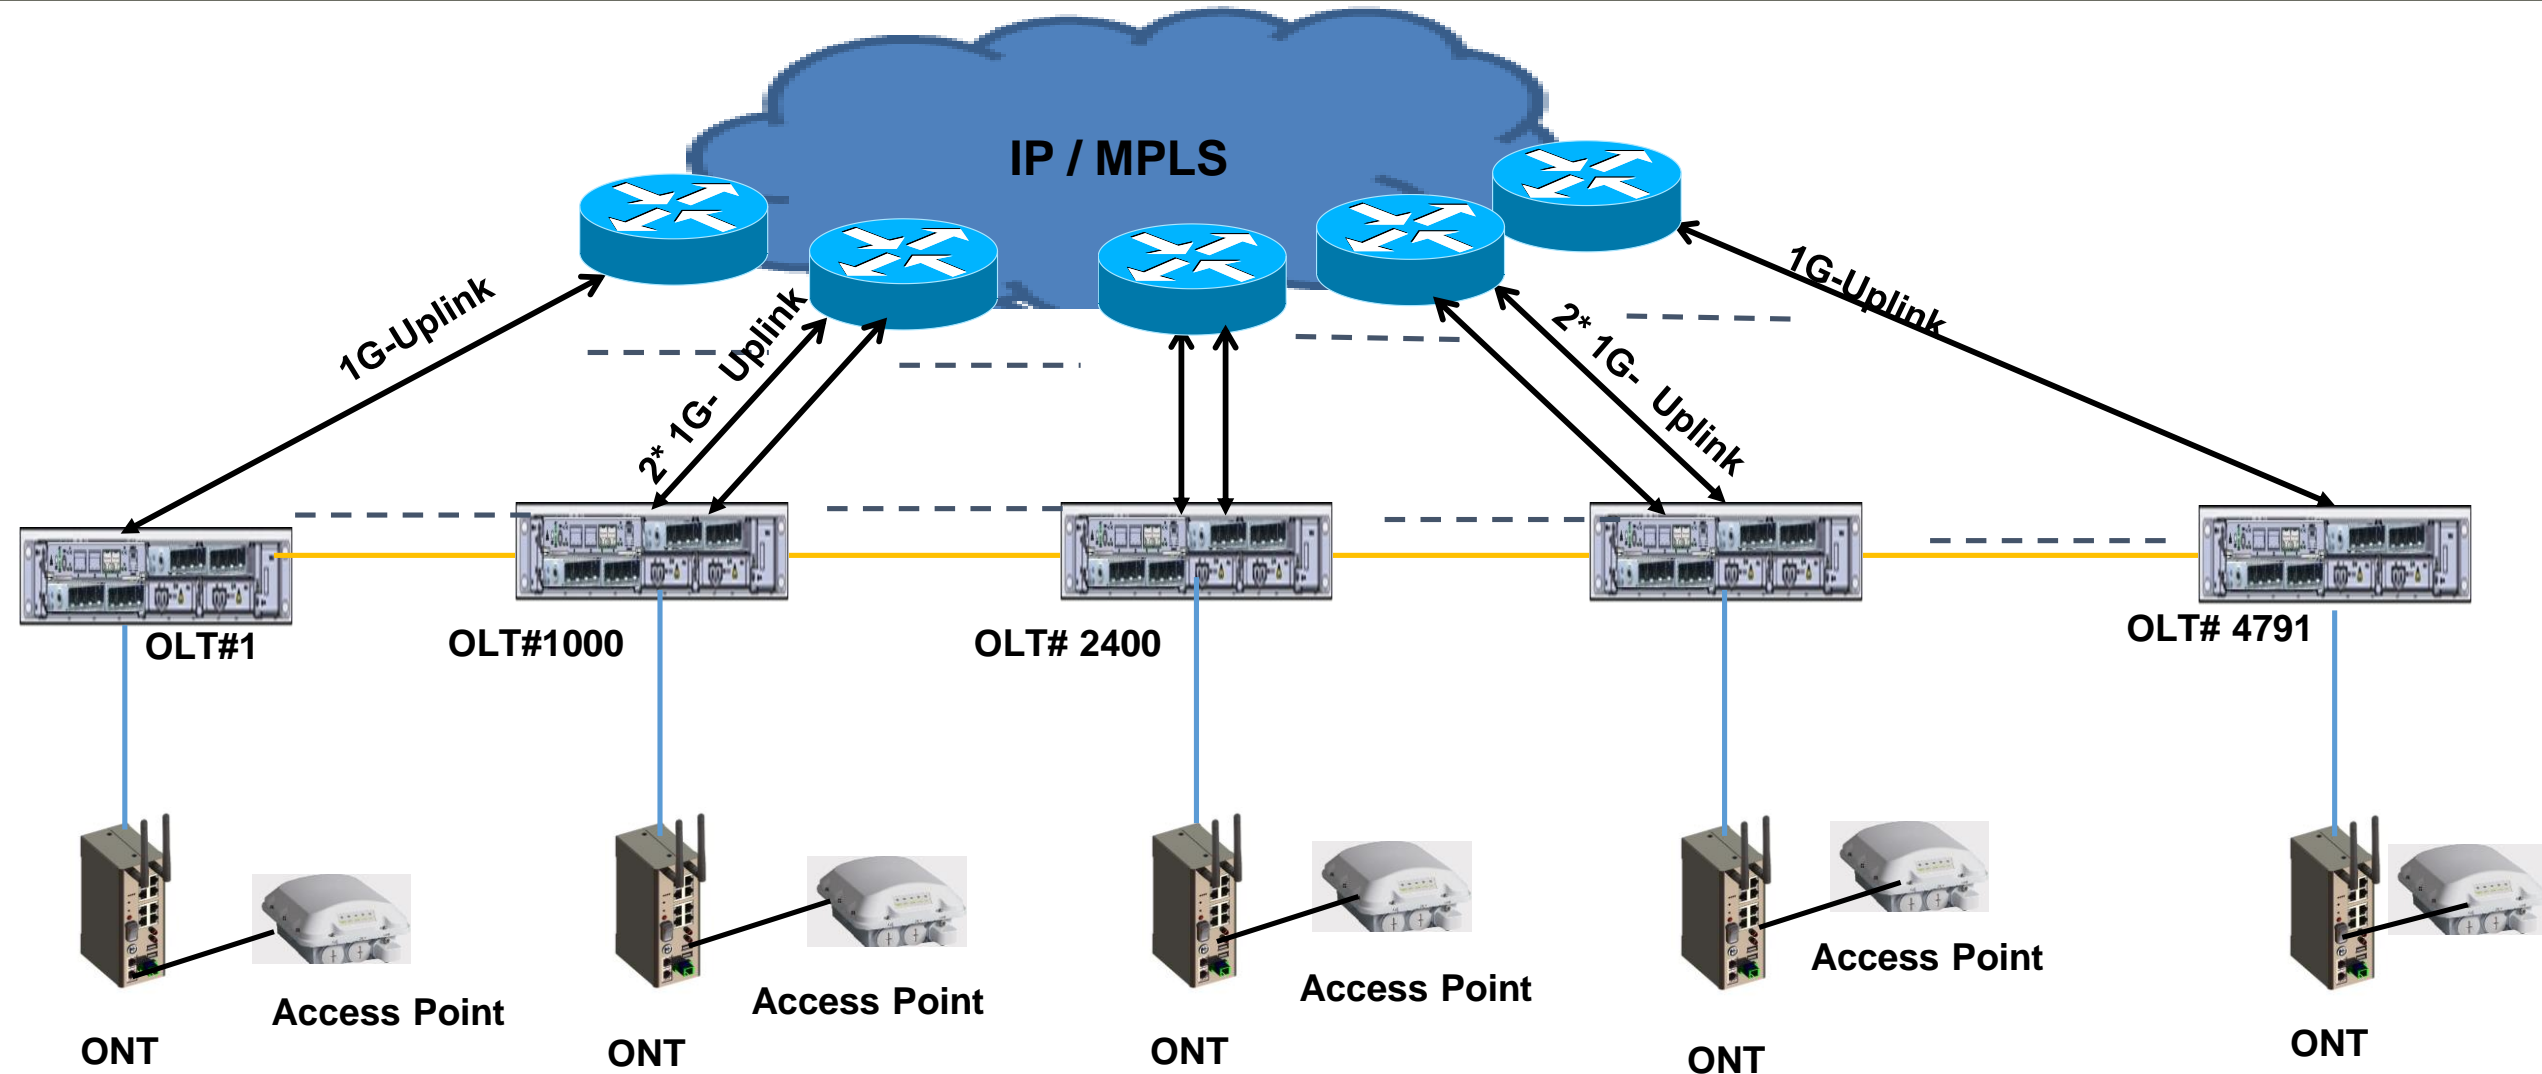 IP / MPLS
1G-Uplink
2* 1G- Uplink
2* 1G- Uplink
1G-Uplink
OLT#1
OLT#1000
OLT# 2400
OLT# 4791
Access Point
Access Point
Access Point
Access Point
ONT
ONT
ONT
ONT
ONT